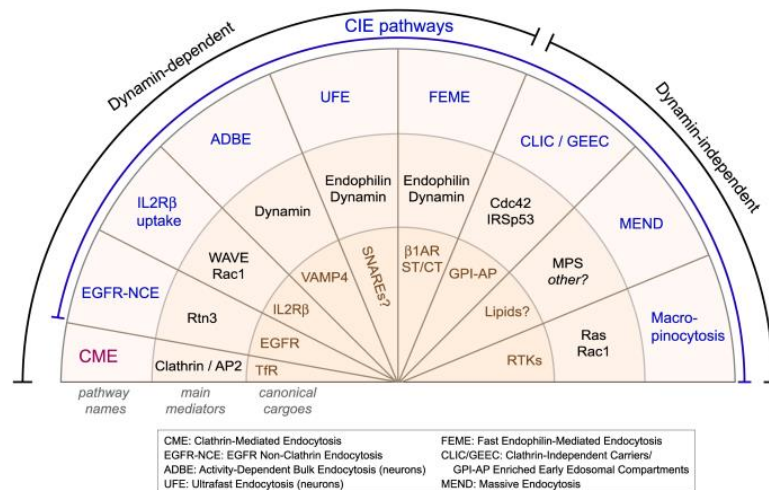 CIE pathways
Dynamin-dependent
Dynamin-independent
UFE
FEME
ADBE
CLIC / GEEC
IL2Rβ
uptake
MEND
EGFR-NCE
Macro-
pinocytosis
CME
Endophilin
Dynamin
Endophilin
Dynamin
Dynamin
Cdc42
IRSp53
WAVE
Rac1
MPS
other?
Rtn3
Ras
Rac1
Clathrin / AP2
SNAREs?
β1AR
ST/CT
VAMP4
GPI-AP
IL2Rβ
Lipids?
EGFR
RTKs
TfR
pathway
names
main
mediators
canonical
cargoes
CME: Clathrin-Mediated Endocytosis
EGFR-NCE: EGFR Non-Clathrin Endocytosis
ADBE: Activity-Dependent Bulk Endocytosis (neurons)
UFE: Ultrafast Endocytosis (neurons)
FEME: Fast Endophilin-Mediated Endocytosis
CLIC/GEEC: Clathrin-Independent Carriers/
GPI-AP Enriched Early Edosomal Compartments
MEND: Massive Endocytosis